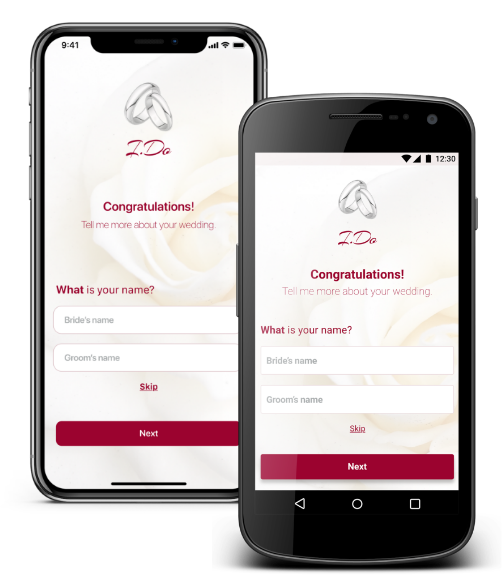 9:41
I.Do
Congratulations!
Tell me more about your wedding.
What is your name?
Bride's name
Groom's name
Skip
Next
12:30
I.Do
Congratulations!
Tell me more about your wedding.
What is your name?
Bride's name
Groom's name
Skip
Next